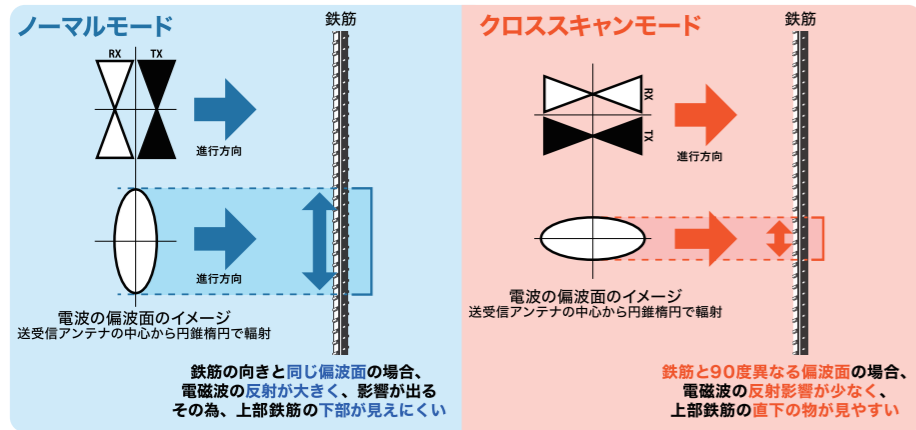 ノーマルモード
鉄筋
RX TX
進行方向
進行方向
電波の偏波面のイメージ
送受信アンテナの中心から円錐楕円で輻射
鉄筋の向きと同じ偏波面の場合、
電磁波の反射が大きく、影響が出る
その為、上部鉄筋の下部が見えにくい
クロススキャンモード
鉄筋
RX
TX
進行方向
電波の偏波面のイメージ
送受信アンテナの中心から円錐楕円で輻射
鉄筋と90度異なる偏波面の場合、
電磁波の反射影響が少なく、
上部鉄筋の直下の物が見やすい